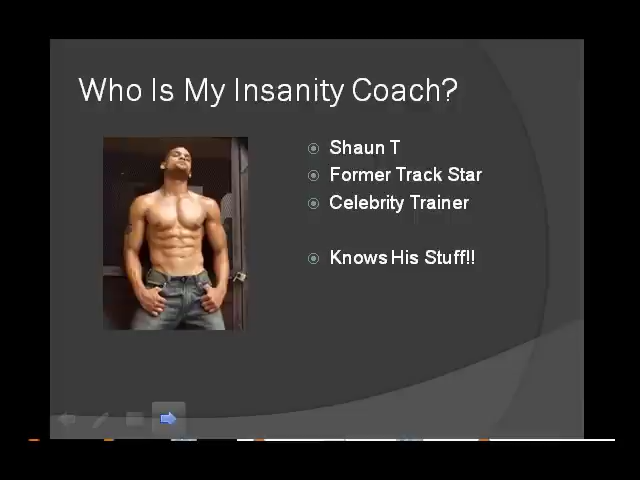 Who Is My Insanity Coach?
Shaun T
Former Track Star
Celebrity Trainer
Knows His Stuff!!